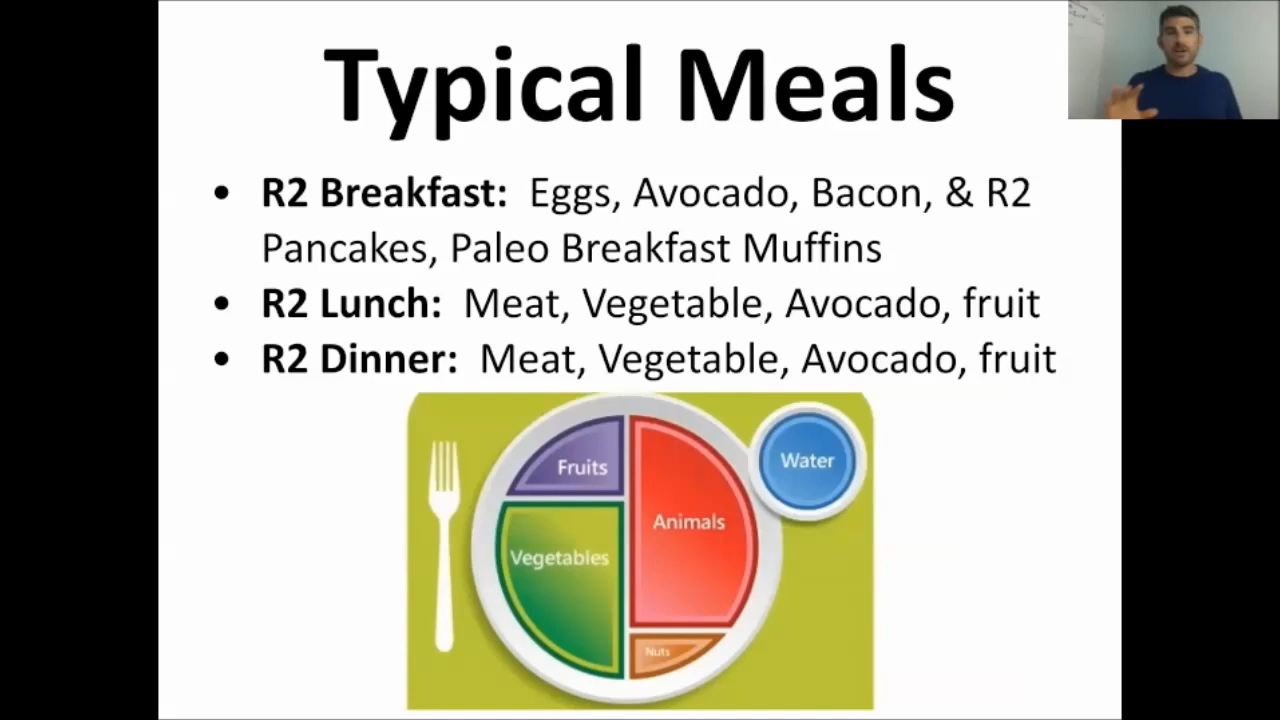 Typical Meals
• R2 Breakfast: Eggs, Avocado, Bacon, & R2
Pancakes, Paleo Breakfast Muffins
• R2 Lunch: Meat, Vegetable, Avocado, fruit
• R2 Dinner: Meat, Vegetable, Avocado, fruit
Fruits
Water
Animals
Vegetables
Nuts